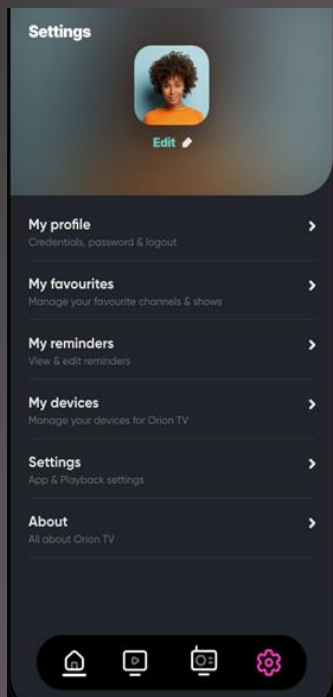 Settings
Edit
My profile
Credentials, password & logout
My favourites
Manage your favourite channels & shows
My reminders
View & edit reminders
My devices
Manage your devices for Orion TV
Settings
App & Playback settings
About
All about Orion TV